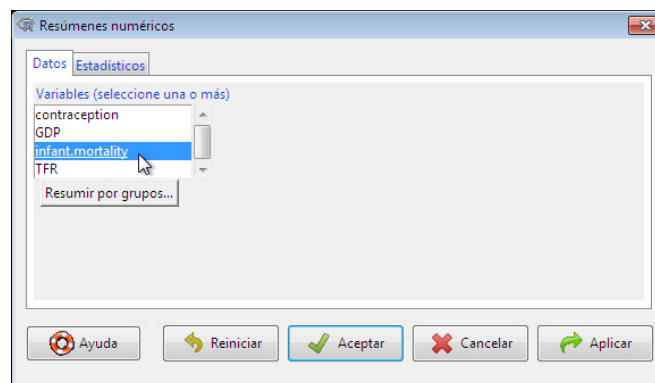 Resúmenes numéricos
Datos Estadísticos
Variables (seleccione una o más)
contraception
GDP
infant.mortality
TFR
Resumir por grupos...
Ayuda Reiniciar Aceptar Cancelar Aplicar